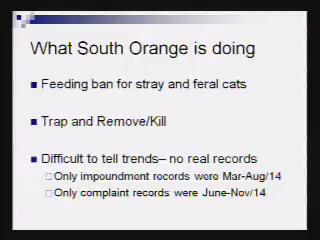 What South Orange is doing
Feeding ban for stray and feral cats
Trap and Remove/Kill
Difficult to tell trends– no real records
Only impoundment records were Mar-Aug/14
Only complaint records were June-Nov/14